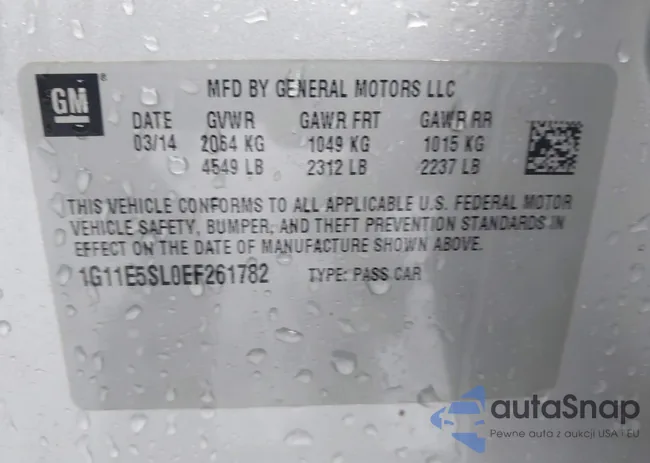 GM ®
MFD BY GENERAL MOTORS LLC
DATE GVWR GAWR FRT GAWR RR
03/14 2064 KG 1049 KG 1015 KG
4549 LB 2312 LB 2237 LB
THIS VEHICLE CONFORMS TO ALL APPLICABLE U.S. FEDERAL MOTOR
VEHICLE SAFETY, BUMPER, AND THEFT PREVENTION STANDARDS IN
EFFECT ON THE DATE OF MANUFACTURE SHOWN ABOVE.
1G11E5SL0EF261782 TYPE: PASS CAR
autaSnap
Pewne auta z aukcji USA i EU